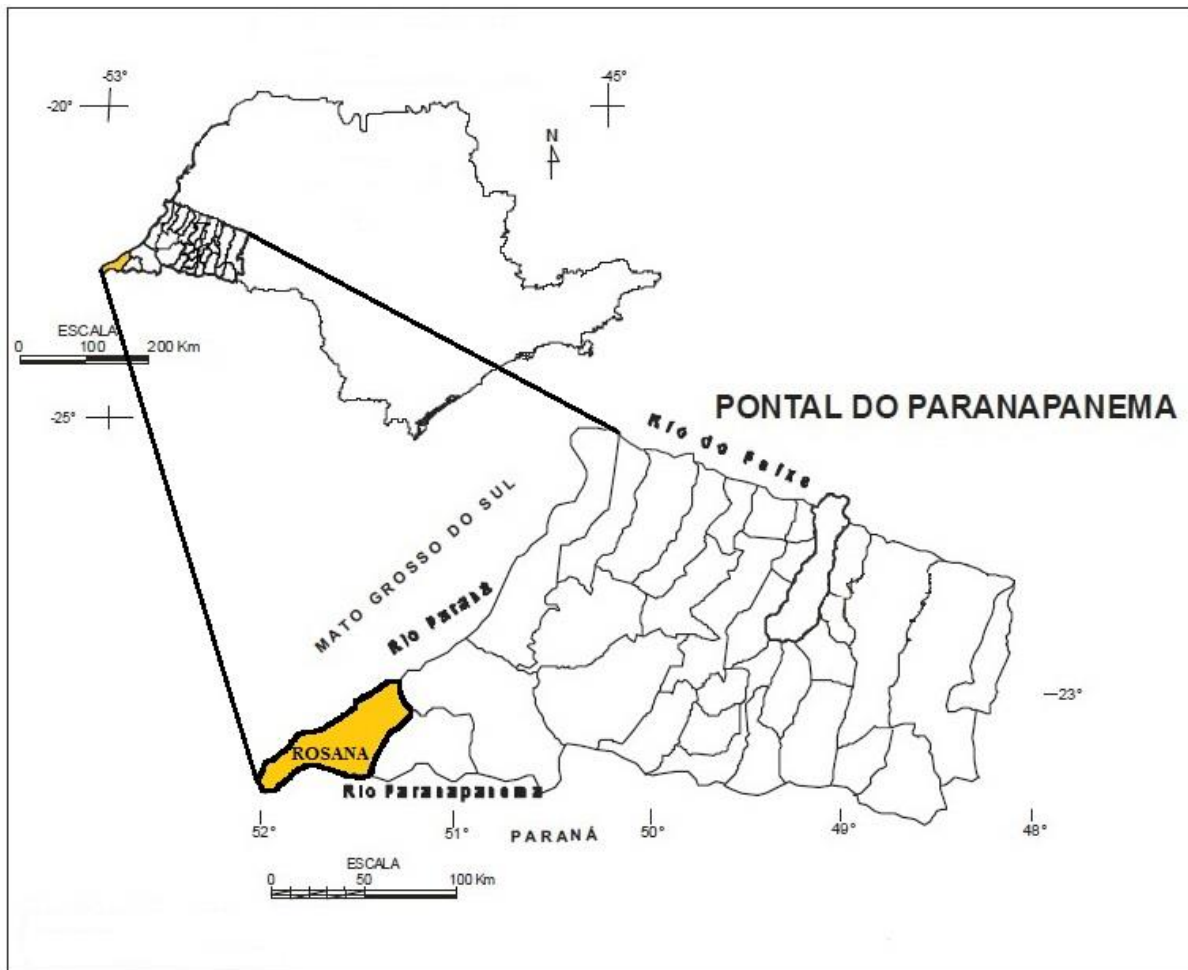 -53°
-45°
-20°
N
ESCALA
0 100 200 Km
-25°
PONTAL DO PARANAPANEMA
Rio do Peixe
MATO GROSSO DO SUL
Rio Paraná
23°
ROSANA
Rio Paranapanema
52° 51° 50° 49° 48°
PARANÁ
ESCALA
0 50 100 Km